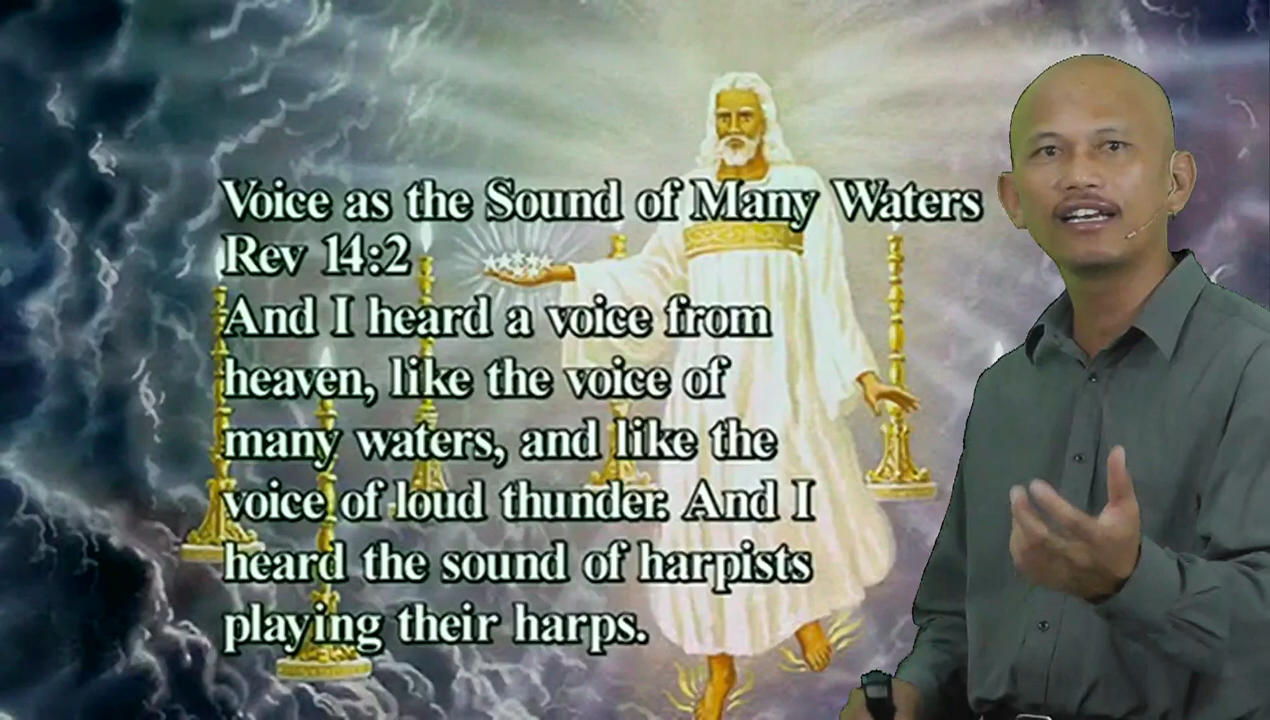 Voice as the Sound of Many Waters
Rev 14:2
And I heard a voice from
heaven, like the voice of
many waters, and like the
voice of loud thunder. And I
heard the sound of harpists
playing their harps.